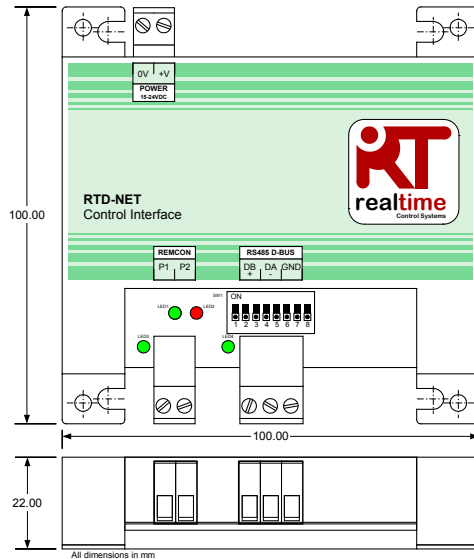 0V +V
POWER
15-24VDC
RT
realtime
Control Systems
100.00
RTD-NET
Control Interface
REMCON
RS485 D-BUS
P1 P2
DB DA GND
+ -
SW1
ON
LED1
LED2
1 2 3 4 5 6 7 8
LED3
LED4
100.00
22.00
All dimensions in mm